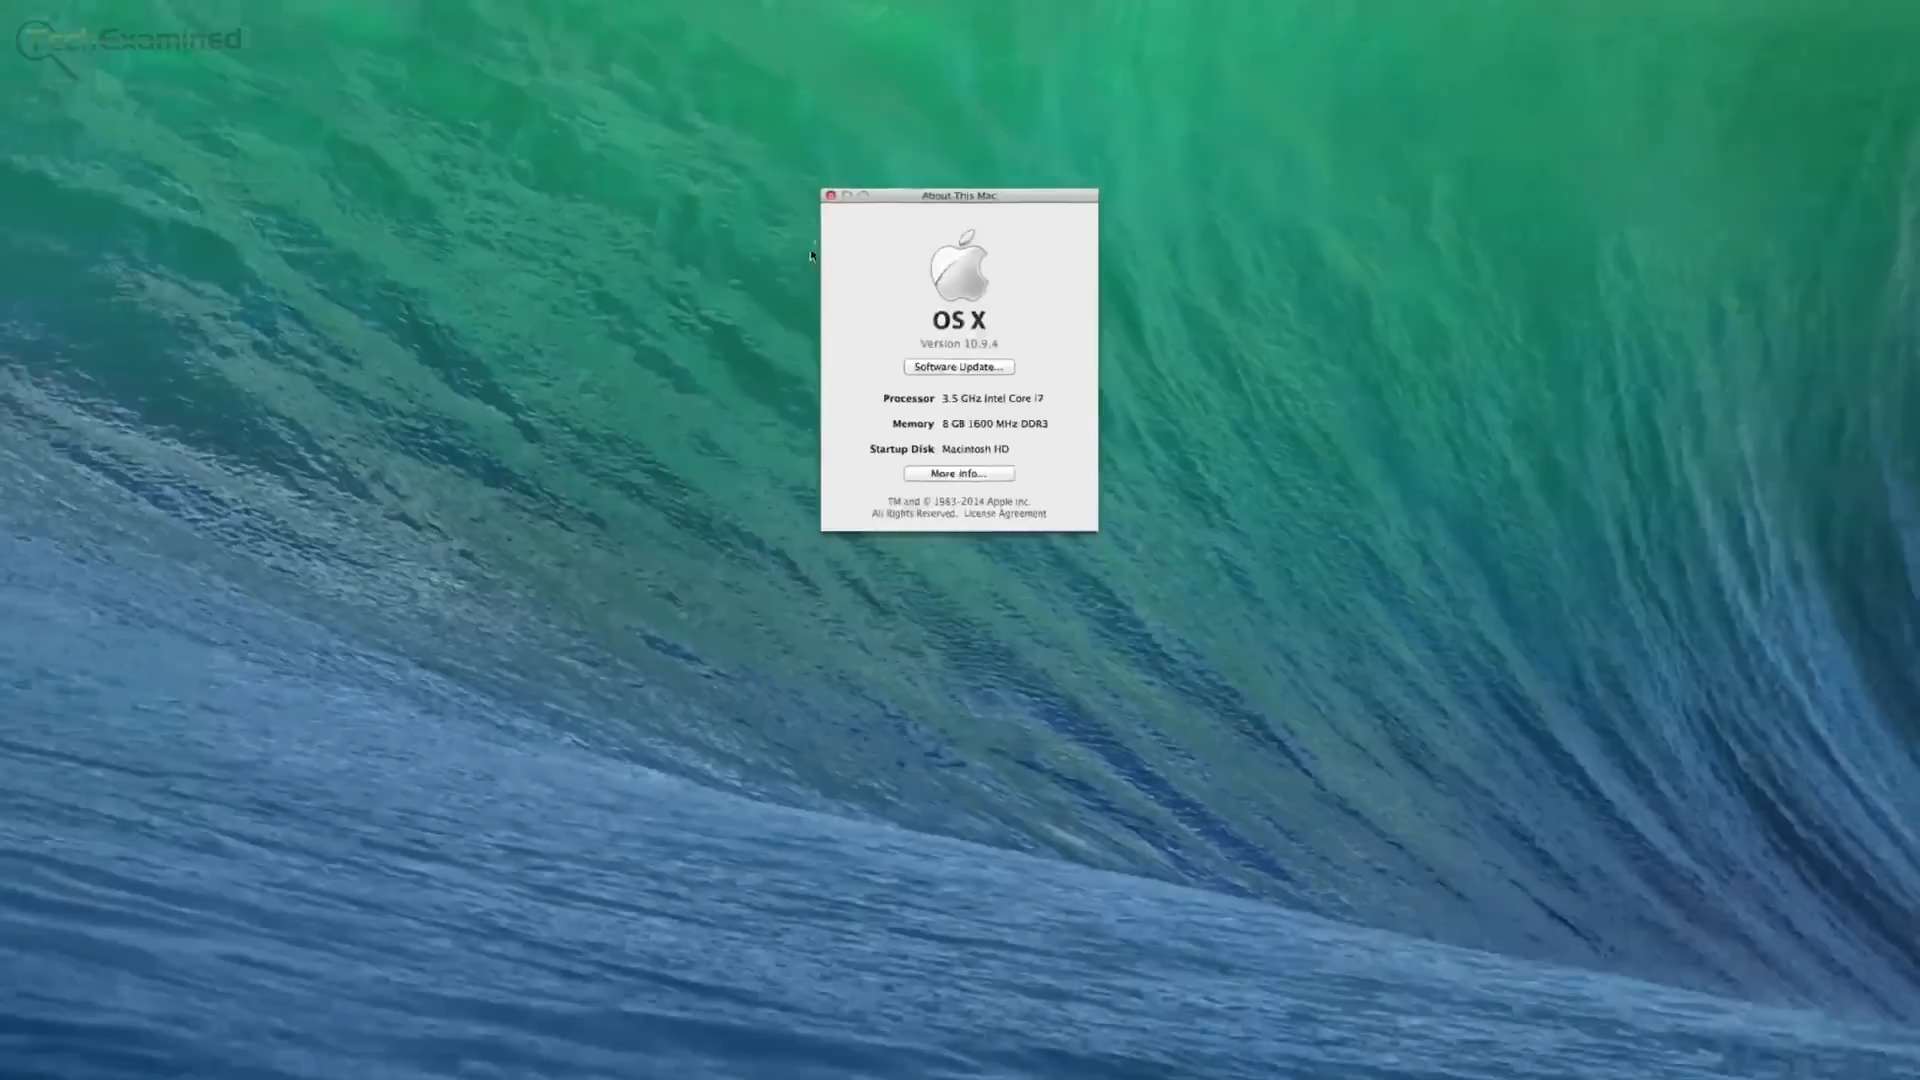 TechExamined
About This Mac
OS X
Version 10.9.4
Software Update...
Processor 3.5 GHz Intel Core i7
Memory 8 GB 1600 MHz DDR3
Startup Disk Macintosh HD
More Info...
TM and © 1983-2014 Apple Inc.
All Rights Reserved. License Agreement